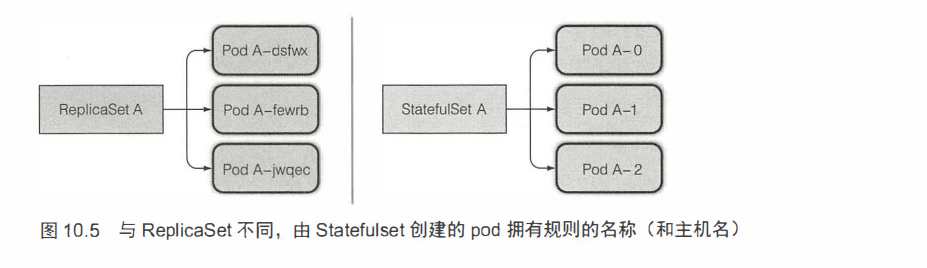 ReplicaSet A
Pod A-dsfwx
Pod A-fewrb
Pod A-jwqec
StatefulSet A
Pod A-0
Pod A-1
Pod A-2
图 10.5 与 ReplicaSet 不同，由 Statefulset 创建的 pod 拥有规则的名称（和主机名）